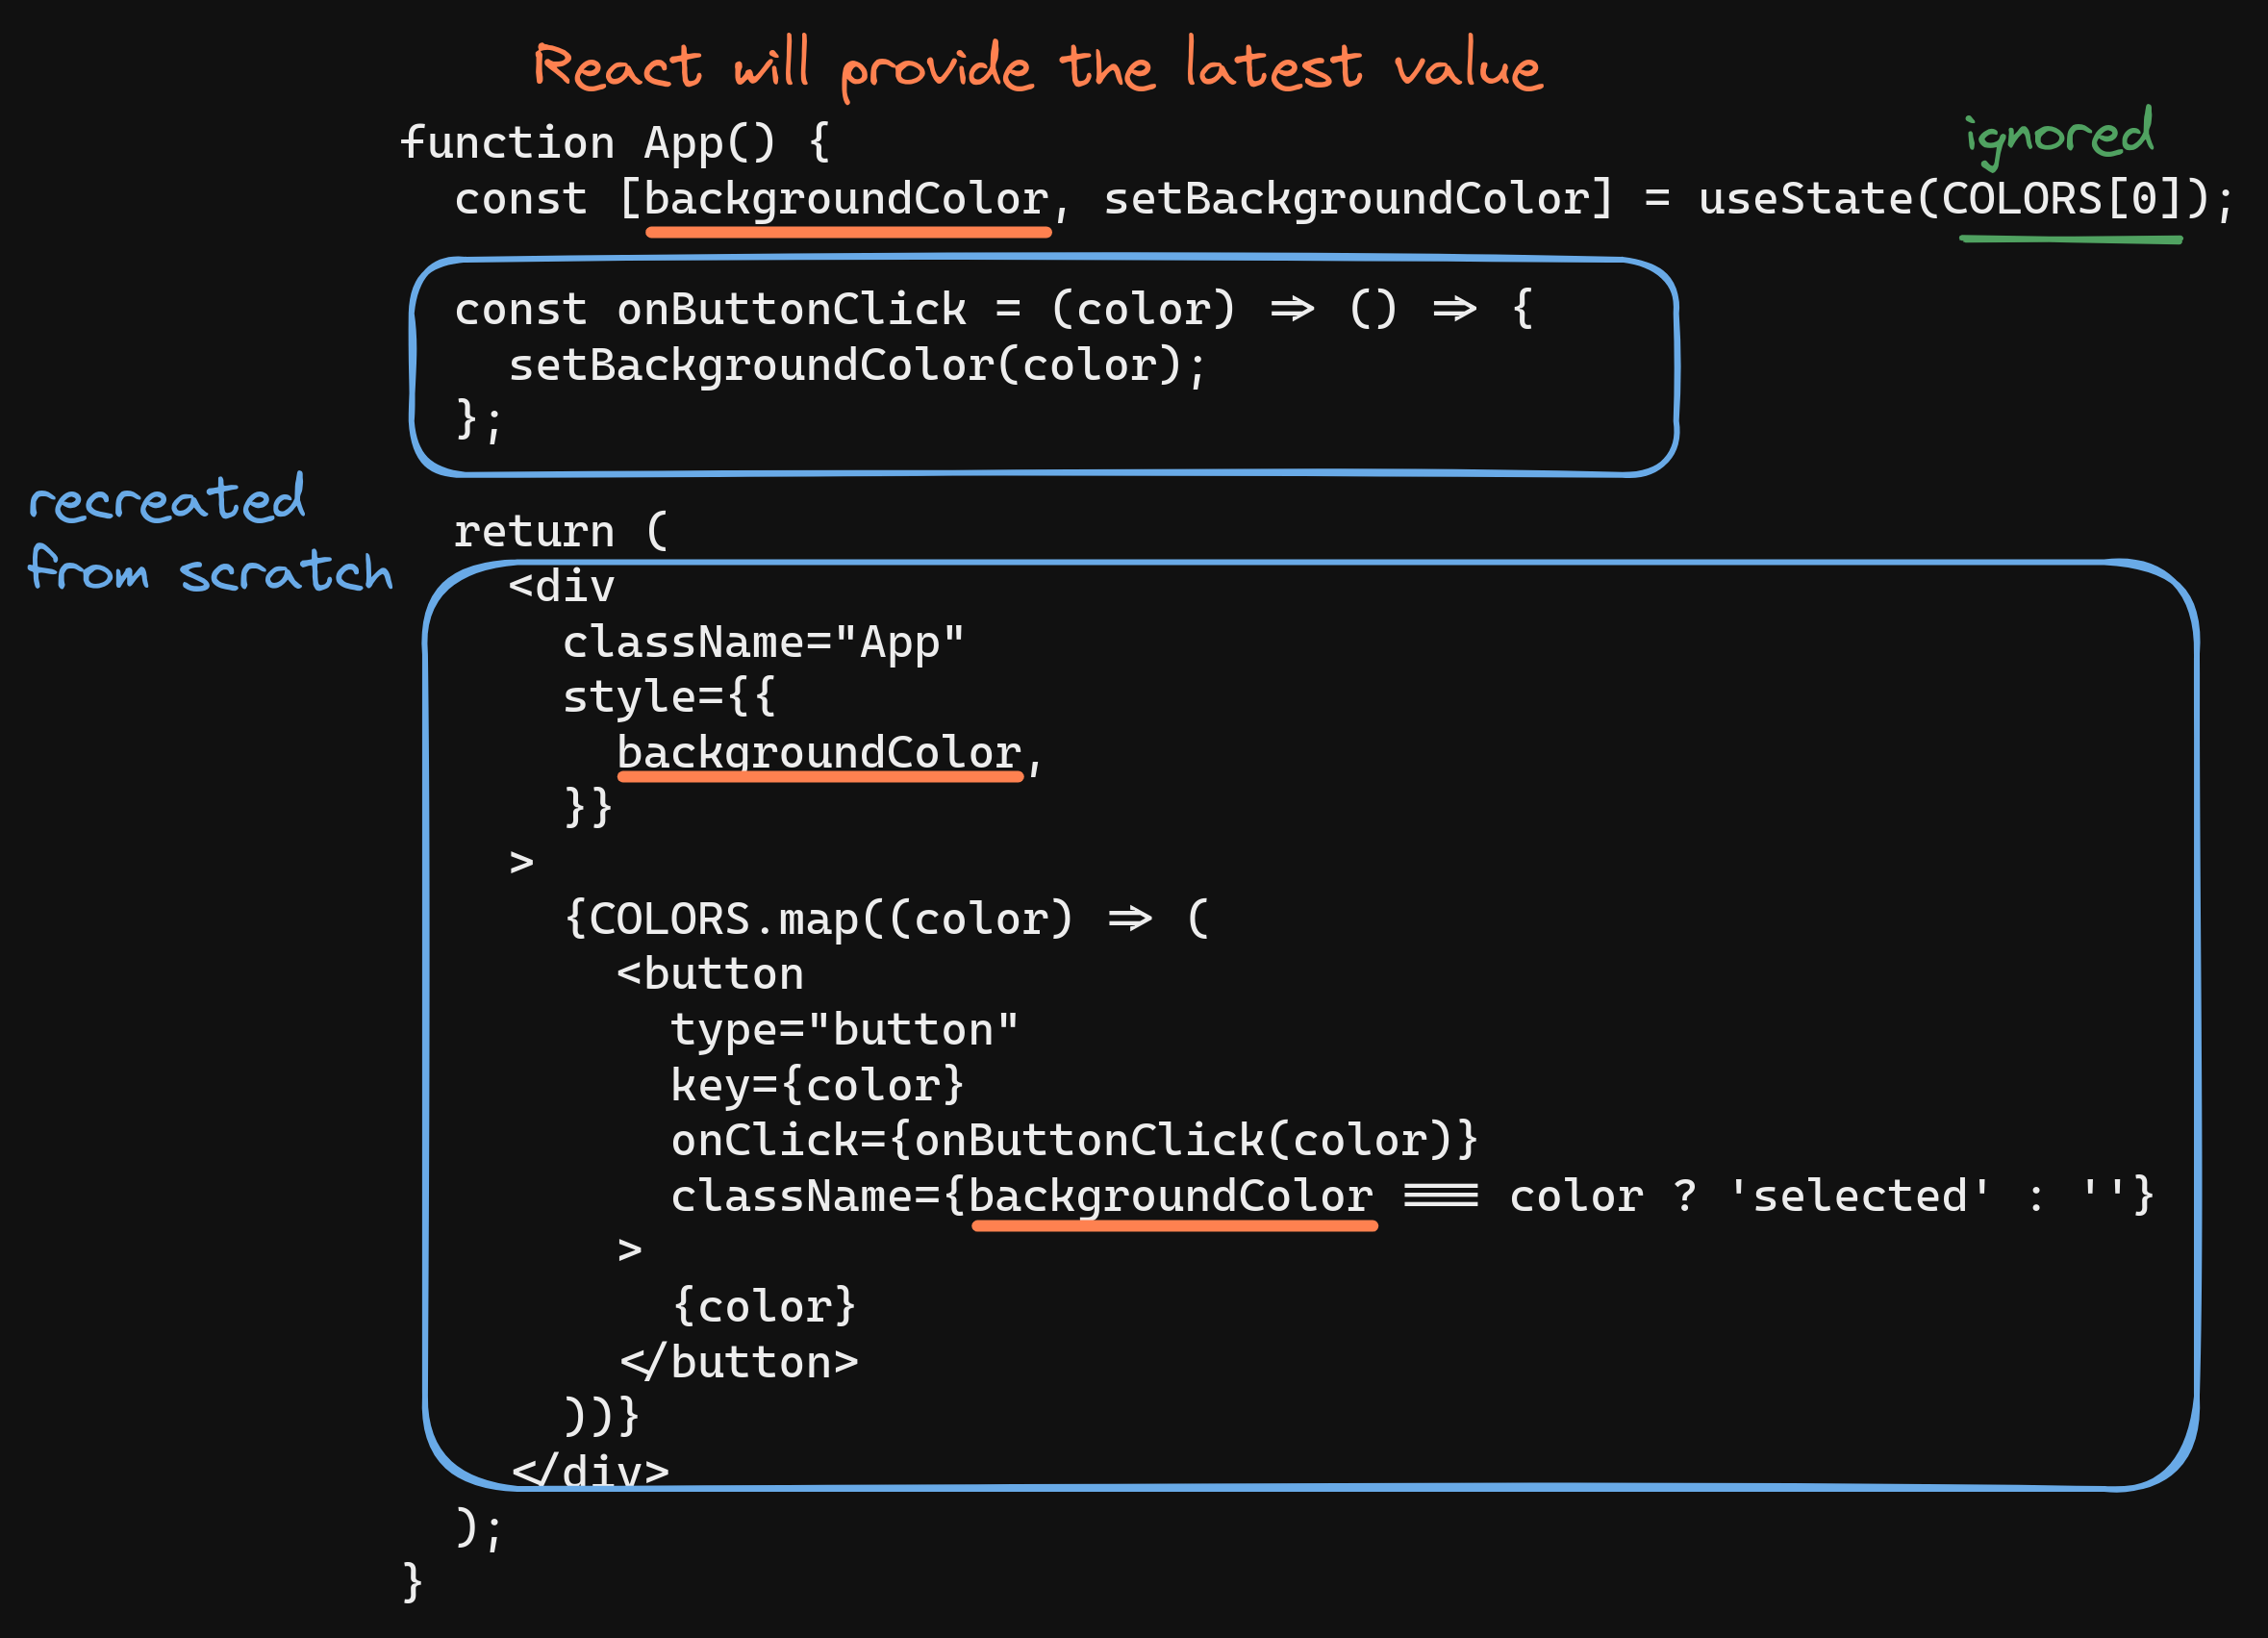 React will provide the latest value
ignored
function App() {
  const [backgroundColor, setBackgroundColor] = useState(COLORS[0]);
  const onButtonClick = (color) => () => {
    setBackgroundColor(color);
  };
recreated
from scratch
  return (
    <div
      className="App"
      style={{
        backgroundColor,
      }}
    >
      {COLORS.map((color) => (
        <button
          type="button"
          key={color}
          onClick={onButtonClick(color)}
          className={backgroundColor === color ? 'selected' : ''}
        >
          {color}
        </button>
      ))}
    </div>
  );
}